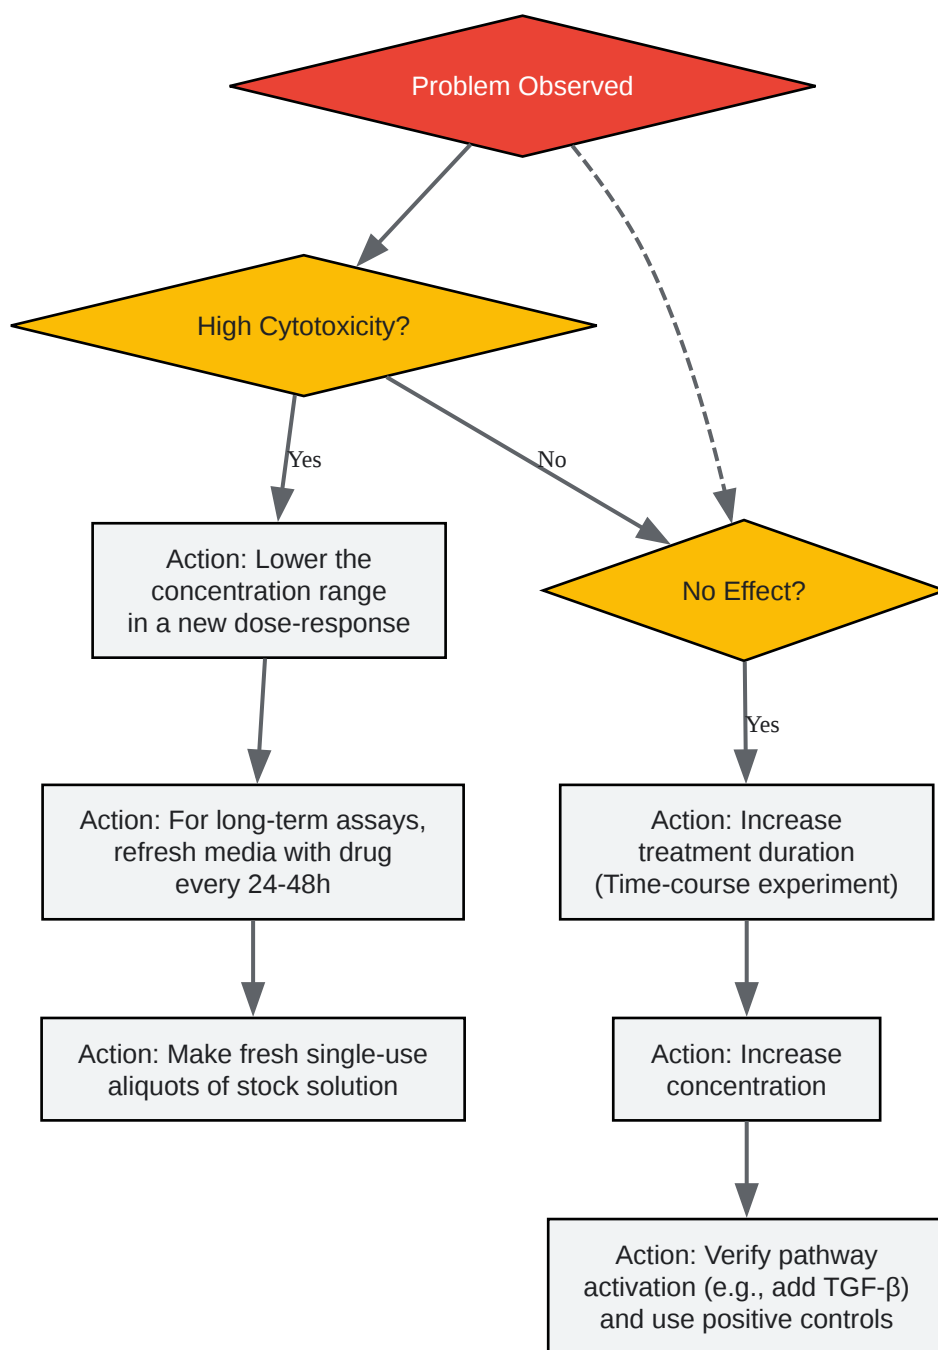 Problem Observed
High Cytotoxicity?
Yes
No
Action: Lower the
concentration range
in a new dose-response
No Effect?
Yes
Action: For long-term assays,
refresh media with drug
every 24-48h
Action: Increase
treatment duration
(Time-course experiment)
Action: Make fresh single-use
aliquots of stock solution
Action: Increase
concentration
Action: Verify pathway
activation (e.g., add TGF-β)
and use positive controls